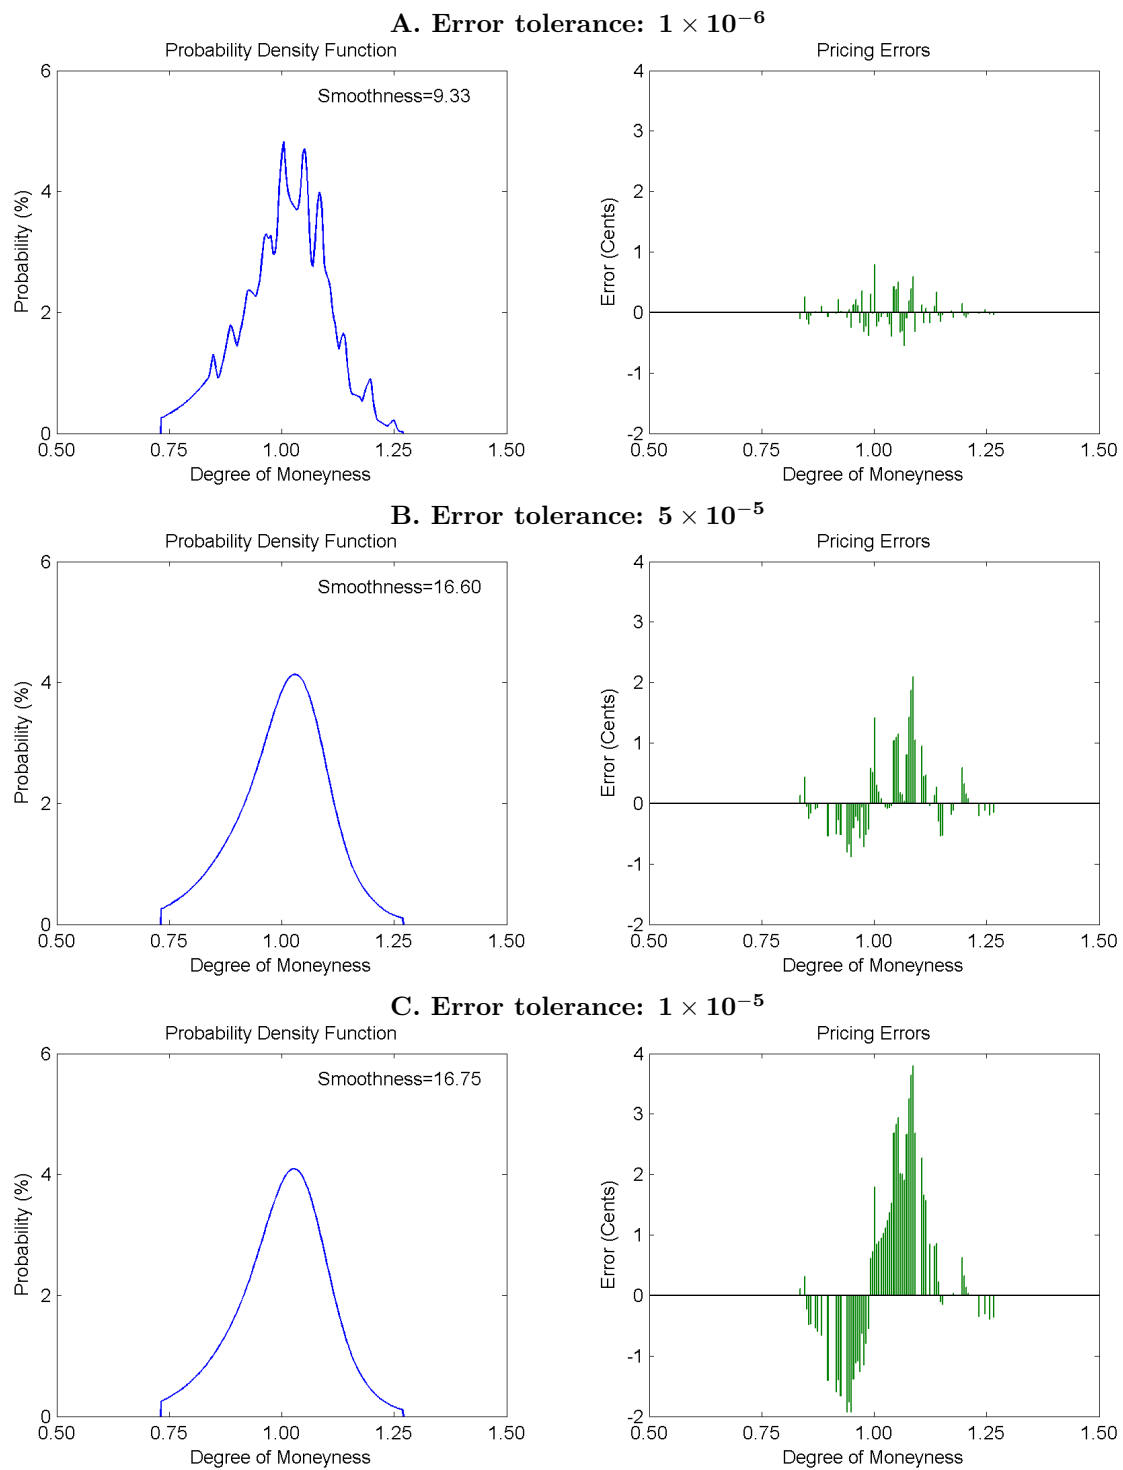 A. Error tolerance: 1 × 10⁻⁶
Probability Density Function
Smoothness=9.33
Probability (%)
6
4
2
0
0.50 0.75 1.00 1.25 1.50
Degree of Moneyness
Pricing Errors
Error (Cents)
4
3
2
1
0
-1
-2
0.50 0.75 1.00 1.25 1.50
Degree of Moneyness
B. Error tolerance: 5 × 10⁻⁵
Probability Density Function
Smoothness=16.60
Probability (%)
6
4
2
0
0.50 0.75 1.00 1.25 1.50
Degree of Moneyness
Pricing Errors
Error (Cents)
4
3
2
1
0
-1
-2
0.50 0.75 1.00 1.25 1.50
Degree of Moneyness
C. Error tolerance: 1 × 10⁻⁵
Probability Density Function
Smoothness=16.75
Probability (%)
6
4
2
0
0.50 0.75 1.00 1.25 1.50
Degree of Moneyness
Pricing Errors
Error (Cents)
4
3
2
1
0
-1
-2
0.50 0.75 1.00 1.25 1.50
Degree of Moneyness